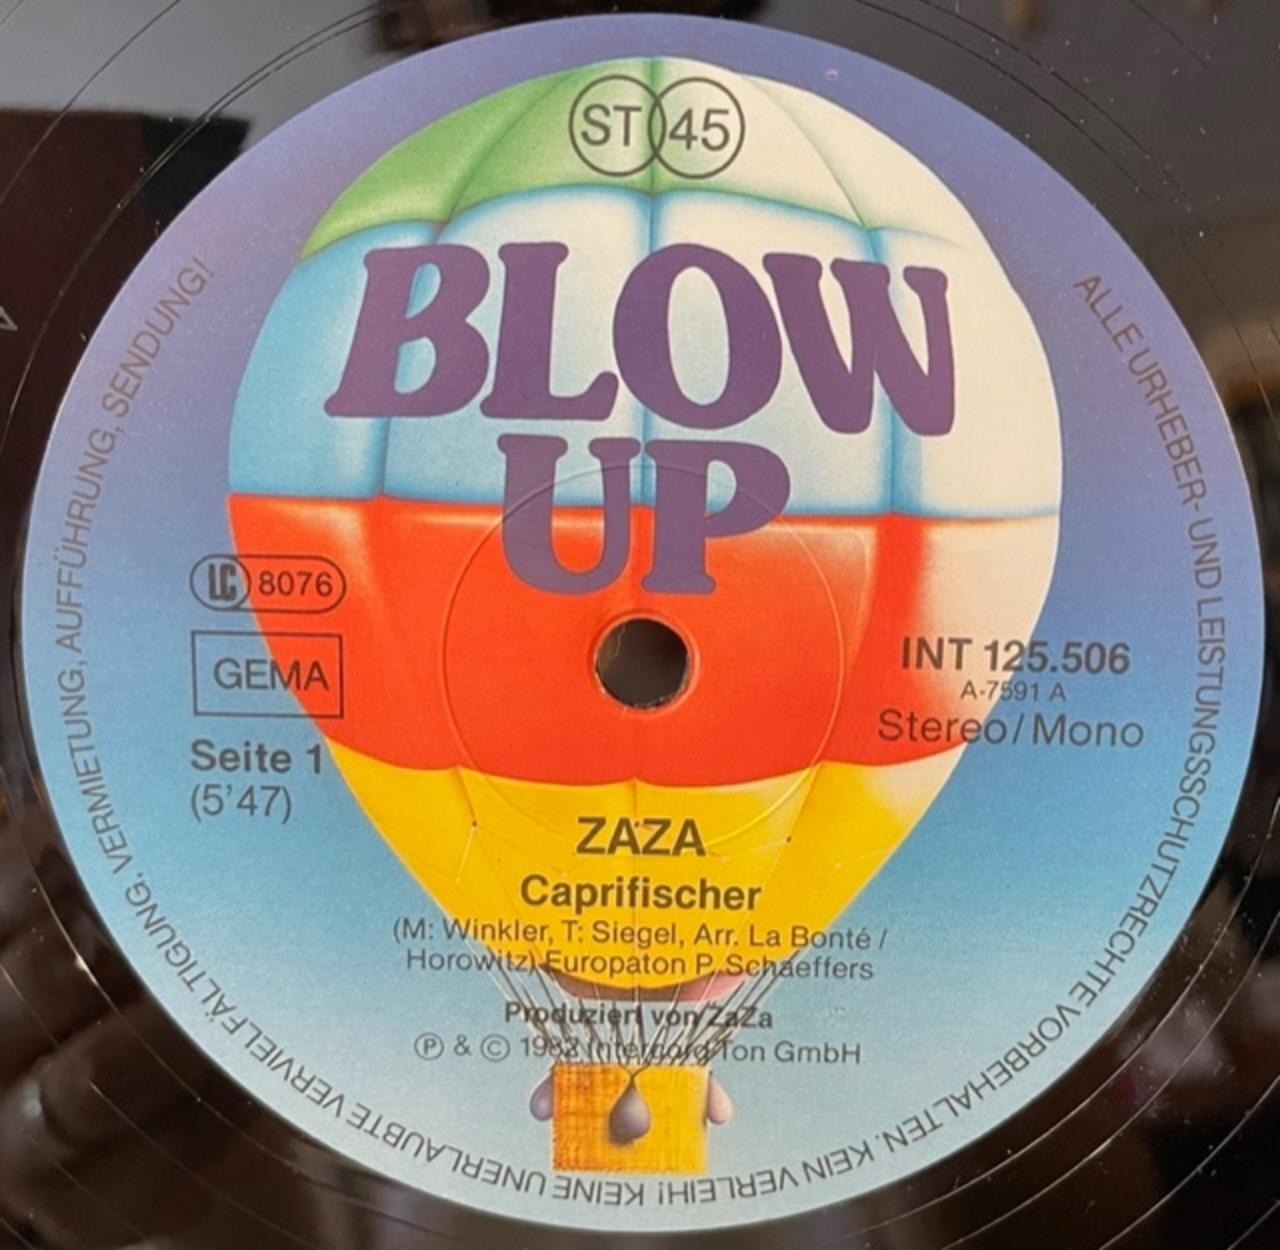 ST 45
BLOW
UP
LC 8076
GEMA
Seite 1
(5'47)
INT 125.506
A-7591 A
Stereo/Mono
ZAZA
Caprifischer
(M: Winkler, T: Siegel, Arr. La Bonté /
Horowitz) Europaton P. Schaeffers
Produziert von ZaZa
Ⓟ & © 1982 Intercord Ton GmbH
ALLE URHEBER- UND LEISTUNGSSCHUTZRECHTE VORBEHALTEN. KEIN VERLEIH! KEINE UNERLAUBTE VERVIELFÄLTIGUNG, VERMIETUNG, AUFFÜHRUNG, SENDUNG!